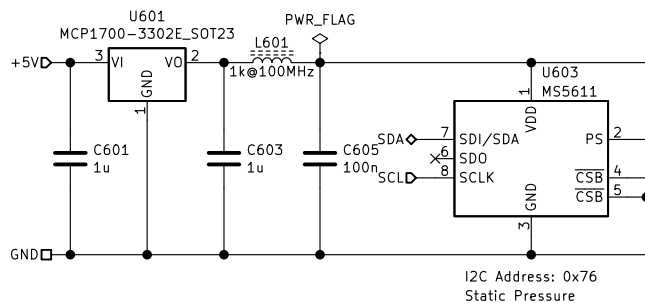 U601
MCP1700-3302E_SOT23
PWR_FLAG
+5V
3
VI
VO
2
GND
1
L601
1k@100MHz
U603
MS5611
1
VDD
SDA
7
SDI/SDA
PS
2
6
SDO
SCL
8
SCLK
CSB
4
CSB
5
GND
3
C601
1u
C603
1u
C605
100n
GND
I2C Address: 0x76
Static Pressure